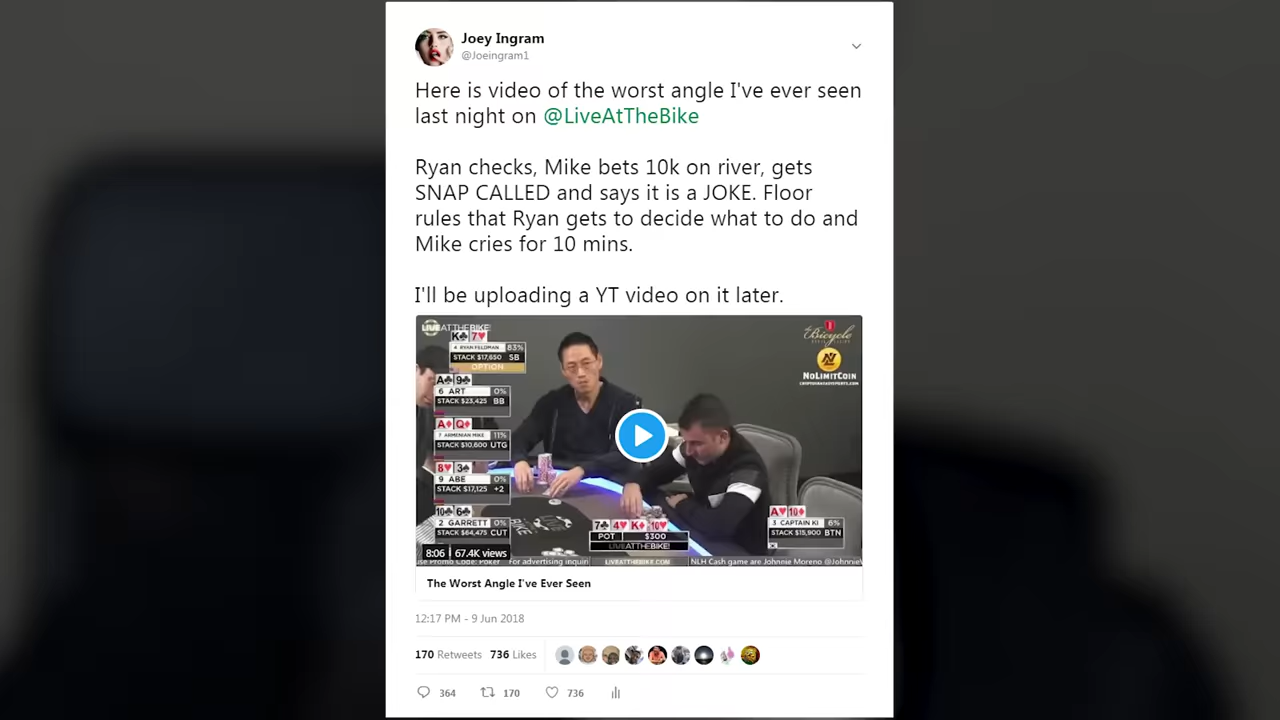 Joey Ingram
@Joeingram1
Here is video of the worst angle I've ever seen
last night on @LiveAtTheBike
Ryan checks, Mike bets 10k on river, gets
SNAP CALLED and says it is a JOKE. Floor
rules that Ryan gets to decide what to do and
Mike cries for 10 mins.
I'll be uploading a YT video on it later.
LIVE AT THE BIKE!
K♣ 7♥
4 RYAN FELDMAN 83%
STACK $17,650 SB
OPTION
A♣ 9♣
6 ART 0%
STACK $23,425 BB
A♦ Q♦
7 ARMENIAN MIKE 11%
STACK $10,600 UTG
8♥ 3♣
9 ABE 0%
STACK $17,125 +2
10♣ 6♣
2 GARRETT 0%
STACK $64,475 CUT
the Bicycle
NOLIMITCOIN
7♣ 4♥ K♦ 10♥
POT $300
LIVEATTHEBIKE!
A♥ 10♦
3 CAPTAIN KI 6%
STACK $15,900 BTN
8:06 67.4K views
use Promo Code: Poker For advertising inquiri LIVEATTHEBIKE.COM NLH Cash game are Johnnie Moreno @Johnnie
The Worst Angle I've Ever Seen
12:17 PM - 9 Jun 2018
170 Retweets 736 Likes
364 170 736